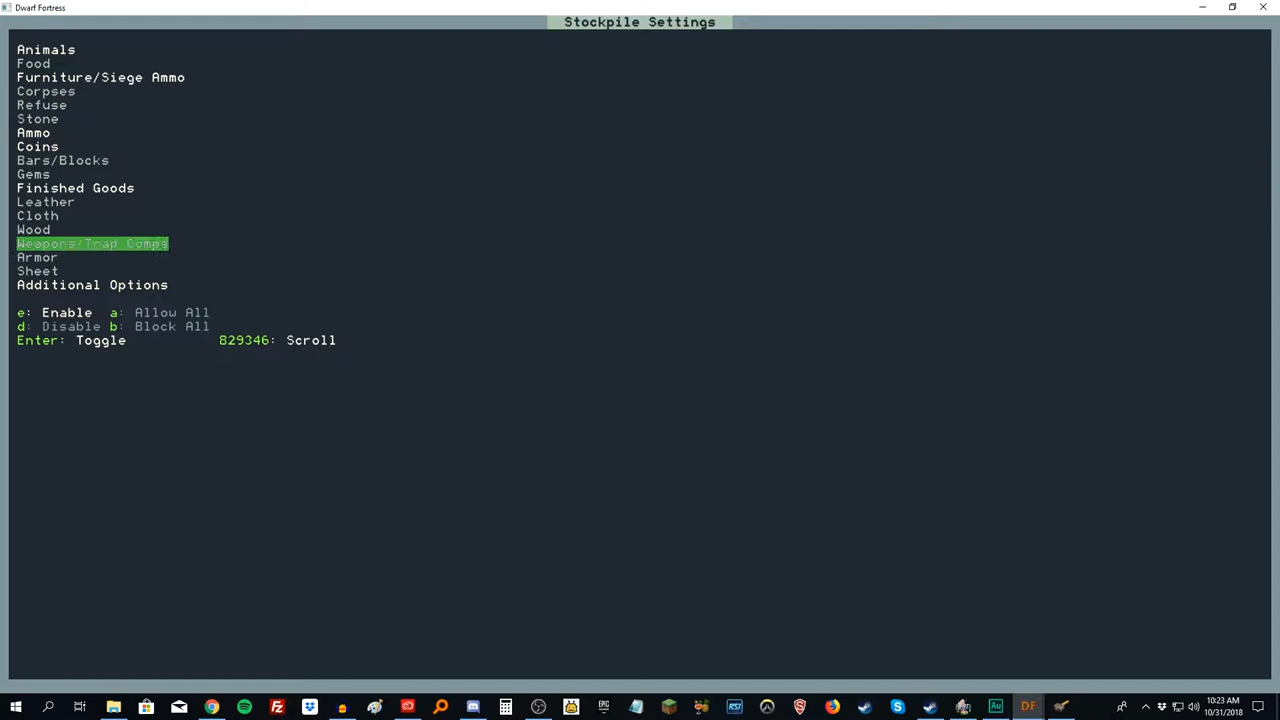 Dwarf Fortress
Stockpile Settings
Animals
Food
Furniture/Siege Ammo
Corpses
Refuse
Stone
Ammo
Coins
Bars/Blocks
Gems
Finished Goods
Leather
Cloth
Wood
Weapons/Trap Comps
Armor
Sheet
Additional Options
e: Enable a: Allow All
d: Disable b: Block All
Enter: Toggle 829346: Scroll
Au DF
10:23 AM
10/31/2018